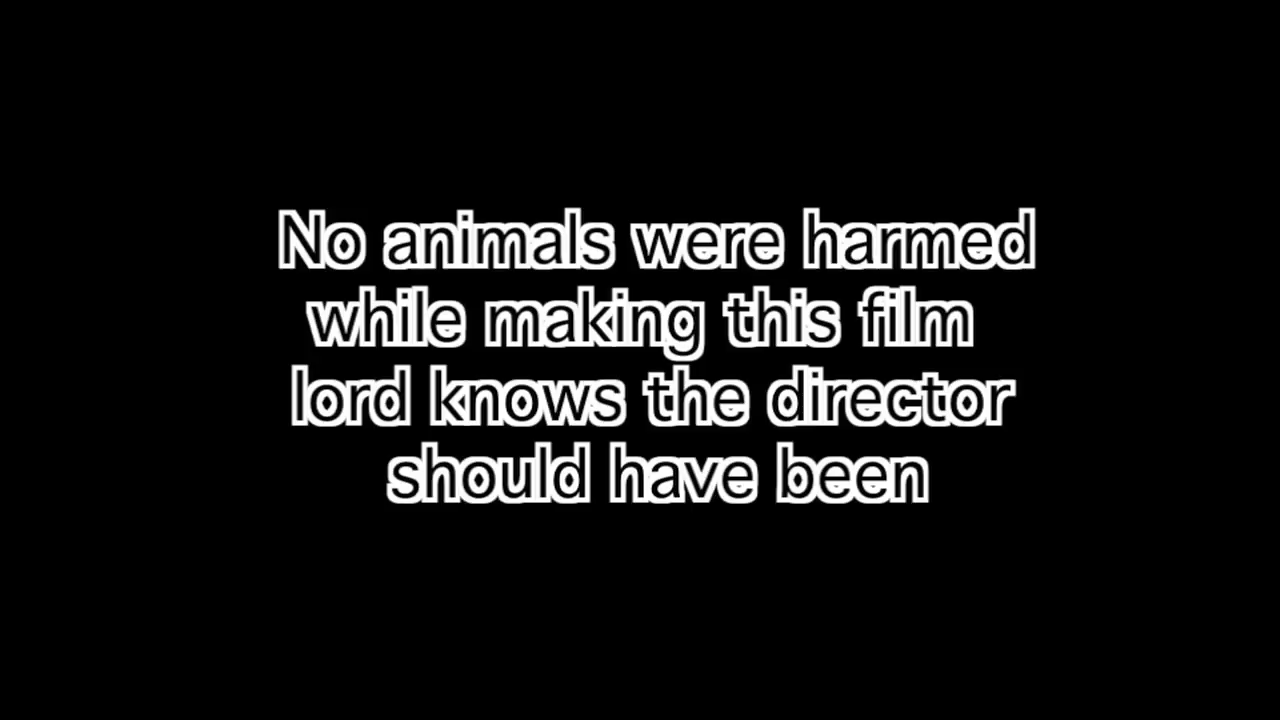 No animals were harmed
while making this film
lord knows the director
should have been